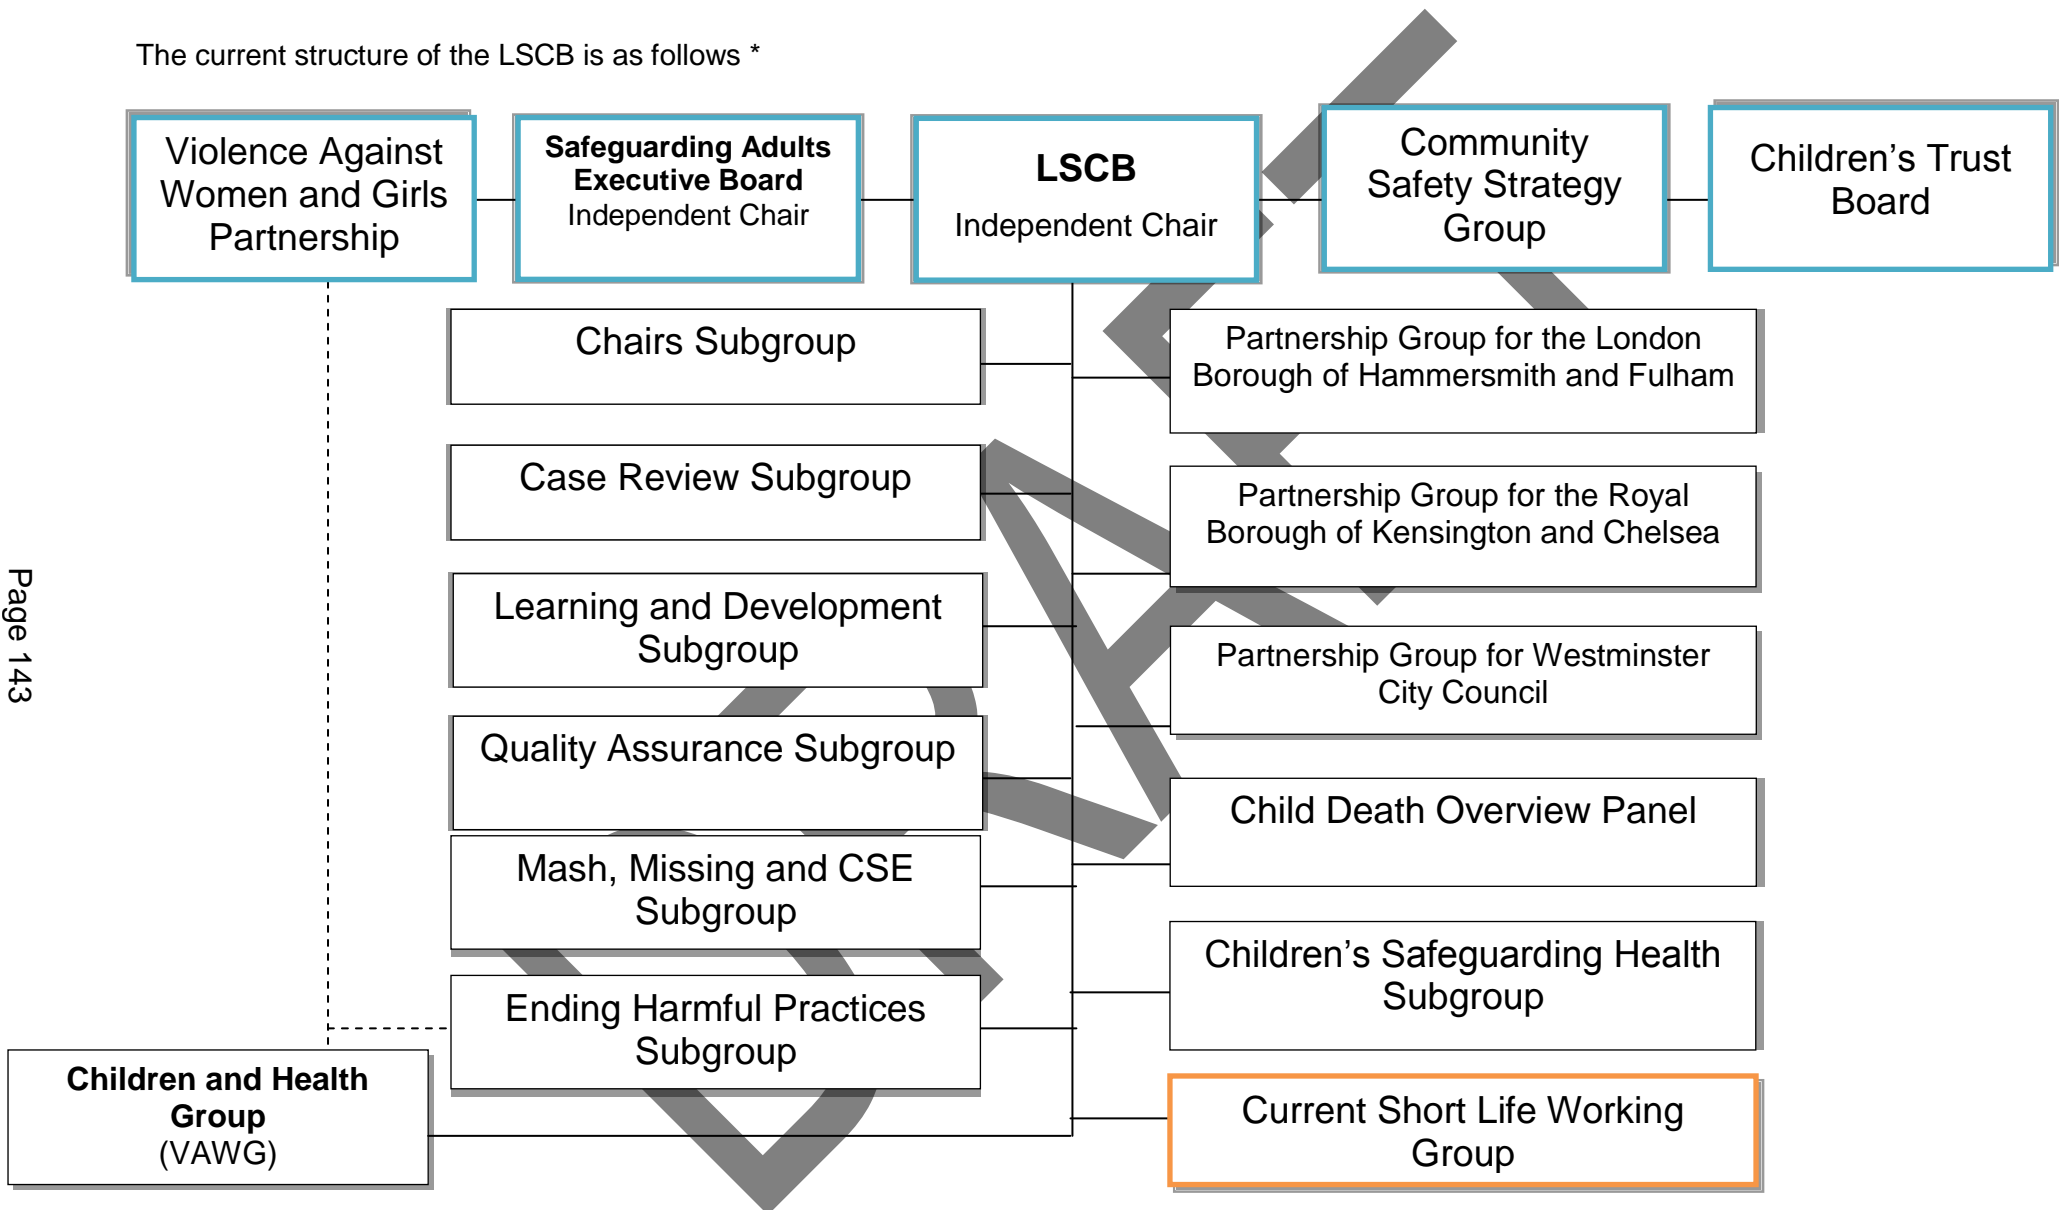 The current structure of the LSCB is as follows *
Violence Against
Women and Girls
Partnership
Safeguarding Adults
Executive Board
Independent Chair
LSCB
Independent Chair
Community
Safety Strategy
Group
Children’s Trust
Board
Chairs Subgroup
Case Review Subgroup
Learning and Development
Subgroup
Quality Assurance Subgroup
Mash, Missing and CSE
Subgroup
Ending Harmful Practices
Subgroup
Children and Health
Group
(VAWG)
Partnership Group for the London
Borough of Hammersmith and Fulham
Partnership Group for the Royal
Borough of Kensington and Chelsea
Partnership Group for Westminster
City Council
Child Death Overview Panel
Children’s Safeguarding Health
Subgroup
Current Short Life Working
Group
Page 143
DRAFT